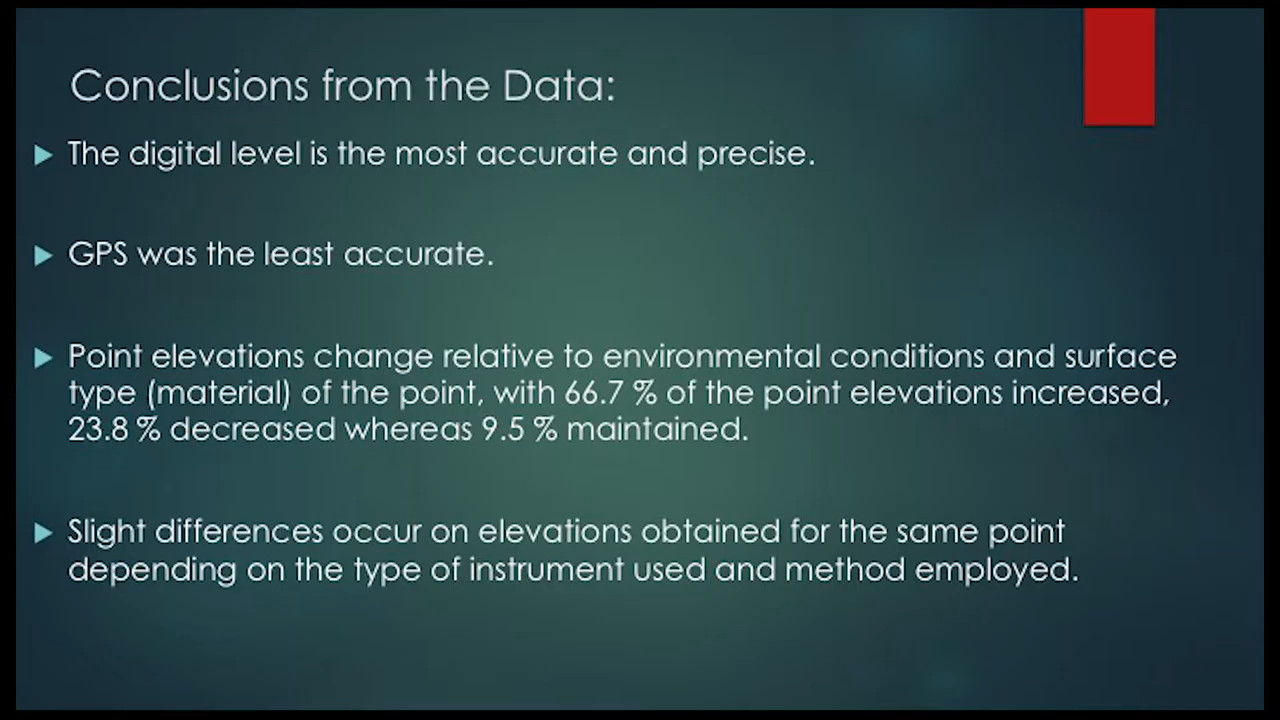 Conclusions from the Data:
The digital level is the most accurate and precise.
GPS was the least accurate.
Point elevations change relative to environmental conditions and surface
type (material) of the point, with 66.7 % of the point elevations increased,
23.8 % decreased whereas 9.5 % maintained.
Slight differences occur on elevations obtained for the same point
depending on the type of instrument used and method employed.